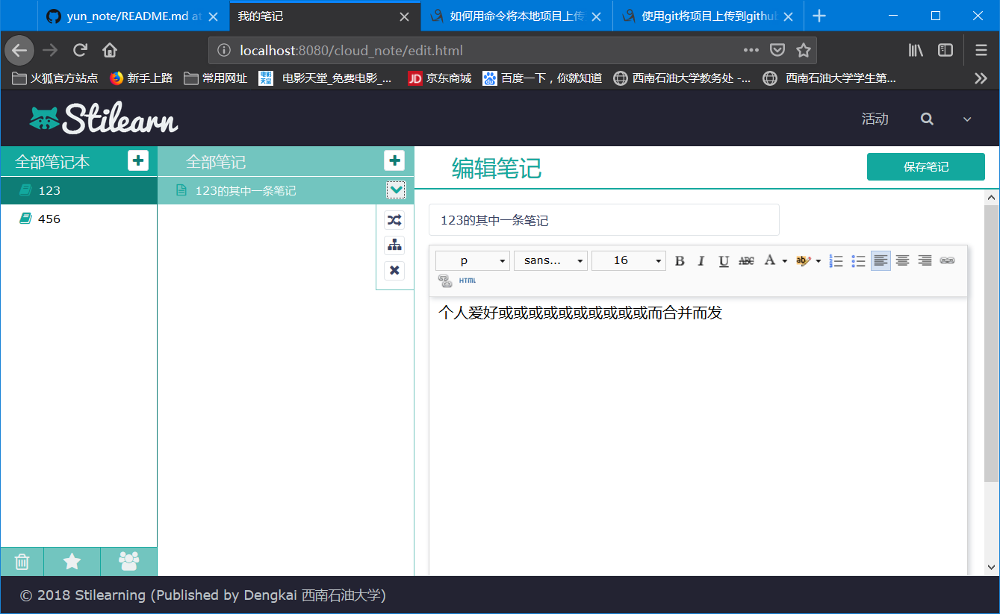 yun_note/README.md at
我的笔记
如何用命令将本地项目上传
使用git将项目上传到github
localhost:8080/cloud_note/edit.html
火狐官方站点
新手上路
常用网址
电影天堂
电影天堂_免费电影_...
JD
京东商城
百度一下，你就知道
西南石油大学教务处 -...
西南石油大学学生第...
Stilearn
活动
全部笔记本
全部笔记
编辑笔记
保存笔记
123
123的其中一条笔记
456
123的其中一条笔记
p
sans...
16
B I U ABC A ab
HTML
个人爱好或或或或或或或或或或而合并而发
© 2018 Stilearning (Published by Dengkai 西南石油大学)